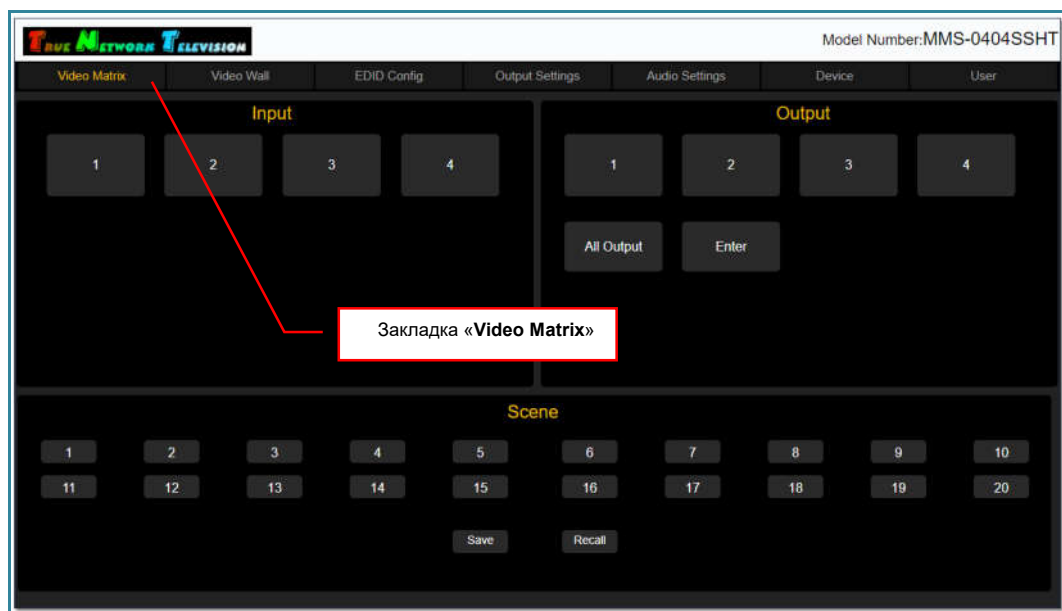 True Network Television
Model Number:MMS-0404SSHT
Video Matrix Video Wall EDID Config Output Settings Audio Settings Device User
Input Output
1 2 3 4 1 2 3 4
All Output Enter
Закладка «Video Matrix»
Scene
1 2 3 4 5 6 7 8 9 10
11 12 13 14 15 16 17 18 19 20
Save Recall